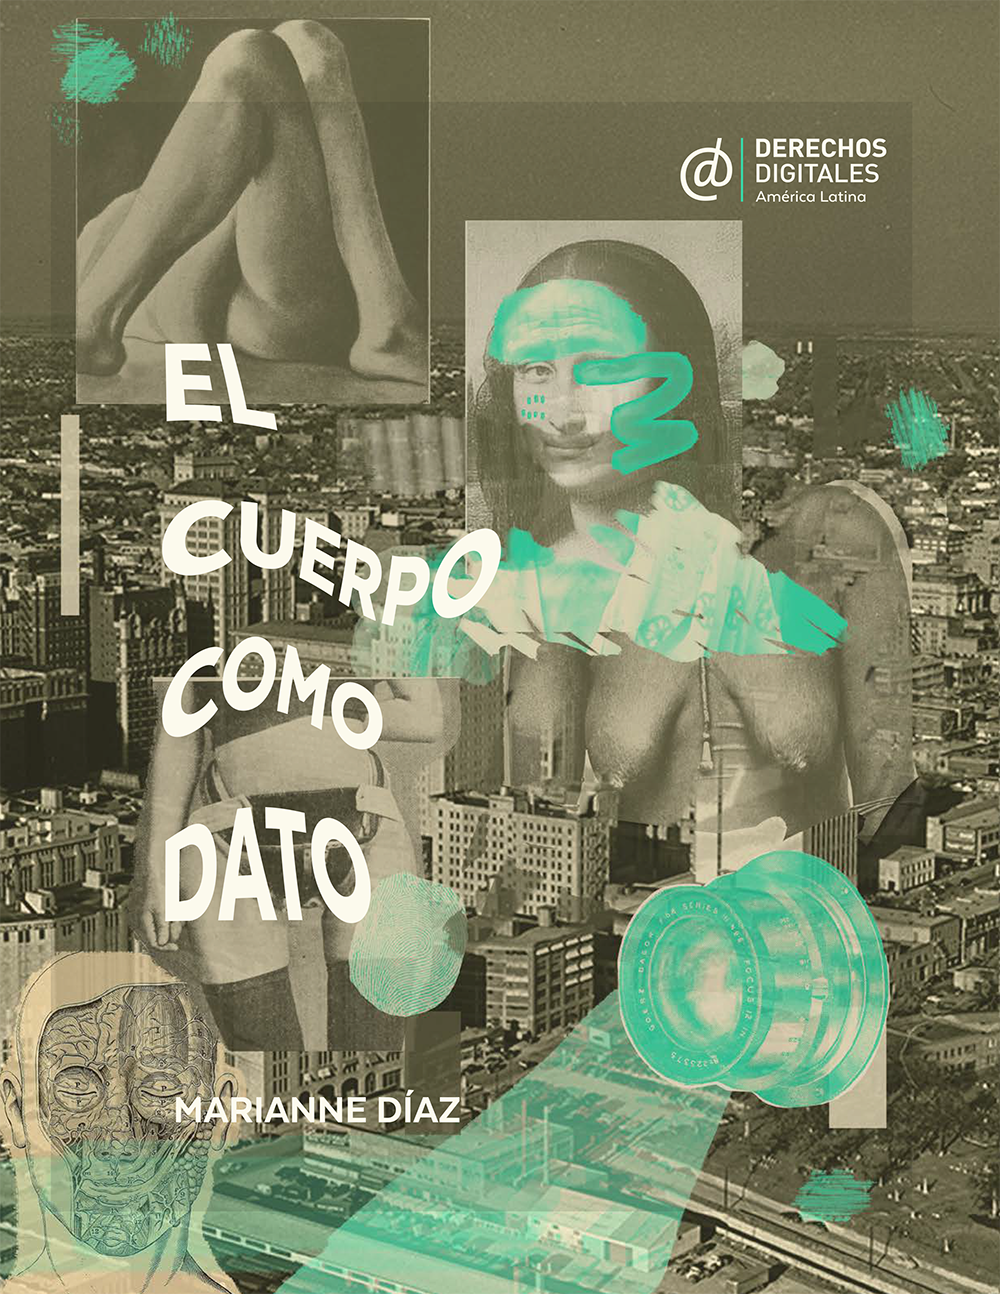 DERECHOS
DIGITALES
América Latina
EL
CUERPO
COMO
DATO
MARIANNE DÍAZ